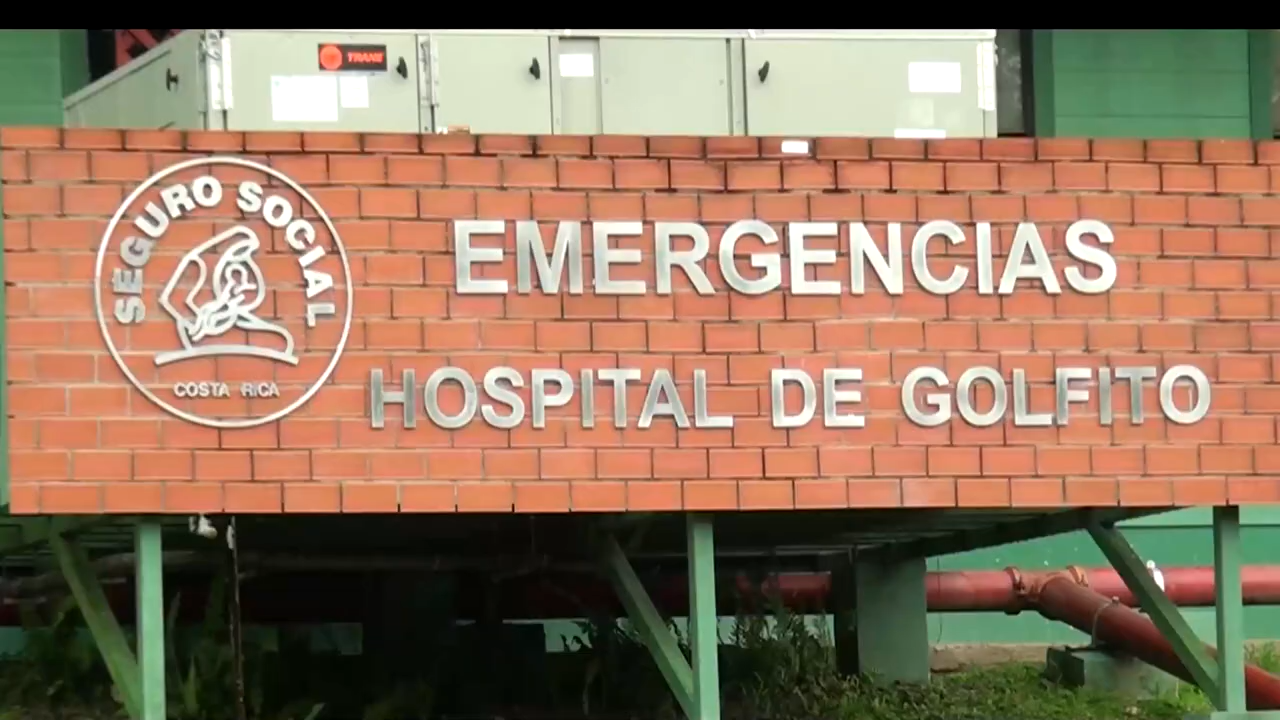 TRANE
SEGURO SOCIAL
COSTA RICA
EMERGENCIAS
HOSPITAL DE GOLFITO